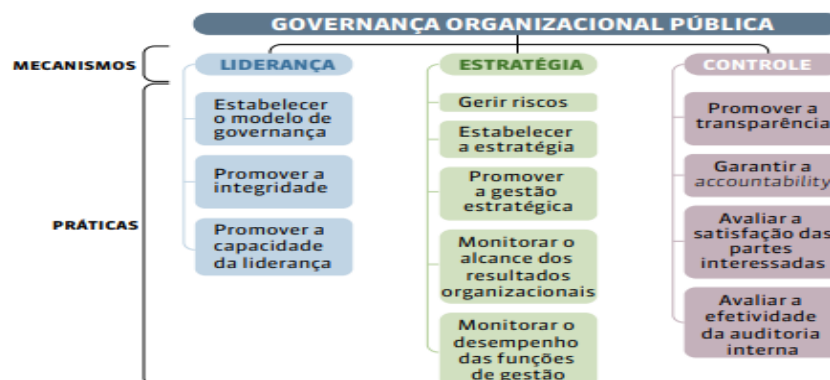 GOVERNANÇA ORGANIZACIONAL PÚBLICA
MECANISMOS
LIDERANÇA
ESTRATÉGIA
CONTROLE
PRÁTICAS
Estabelecer
o modelo de
governança
Promover a
integridade
Promover a
capacidade
da liderança
Gerir riscos
Estabelecer
a estratégia
Promover
a gestão
estratégica
Monitorar o
alcance dos
resultados
organizacionais
Monitorar o
desempenho
das funções
de gestão
Promover a
transparência
Garantir a
accountability
Avaliar a
satisfação das
partes
interessadas
Avaliar a
efetividade
da auditoria
interna